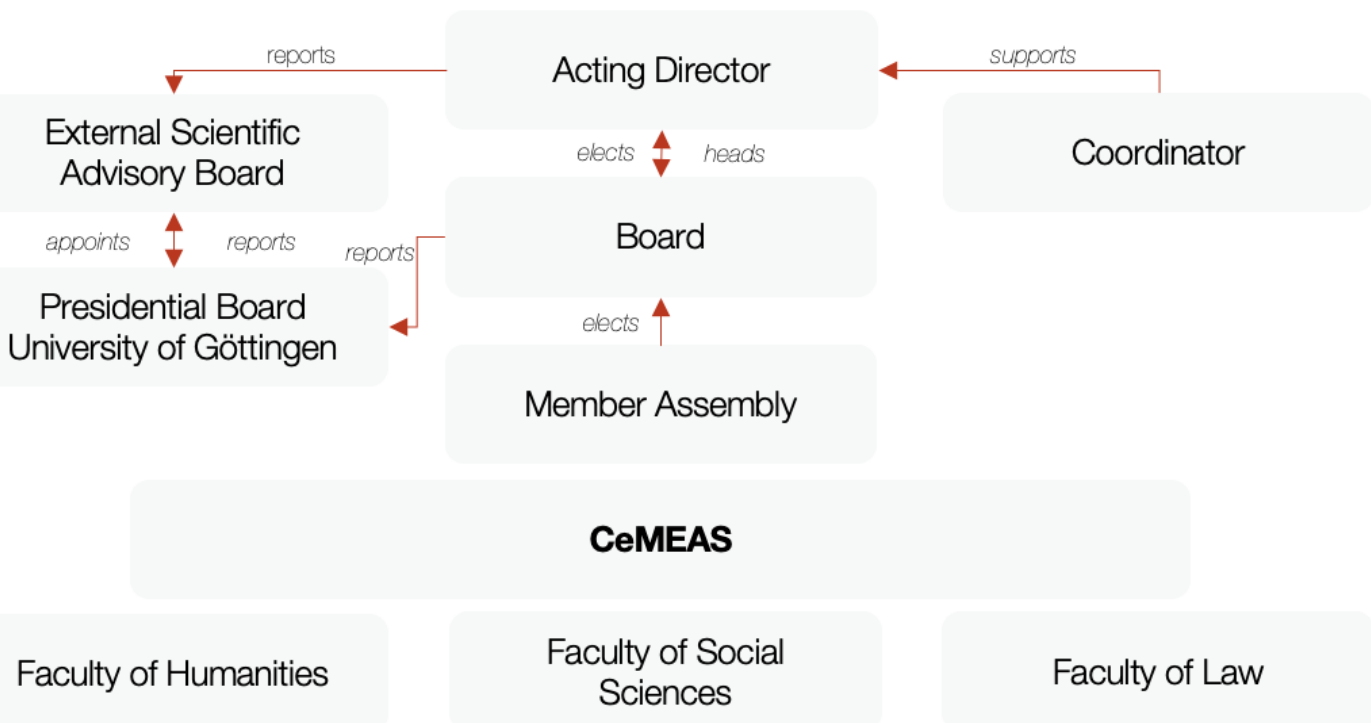 reports
Acting Director
supports
External Scientific
Advisory Board
elects
heads
Coordinator
appoints
reports
reports
Board
Presidential Board
University of Göttingen
elects
Member Assembly
CeMEAS
Faculty of Humanities
Faculty of Social
Sciences
Faculty of Law